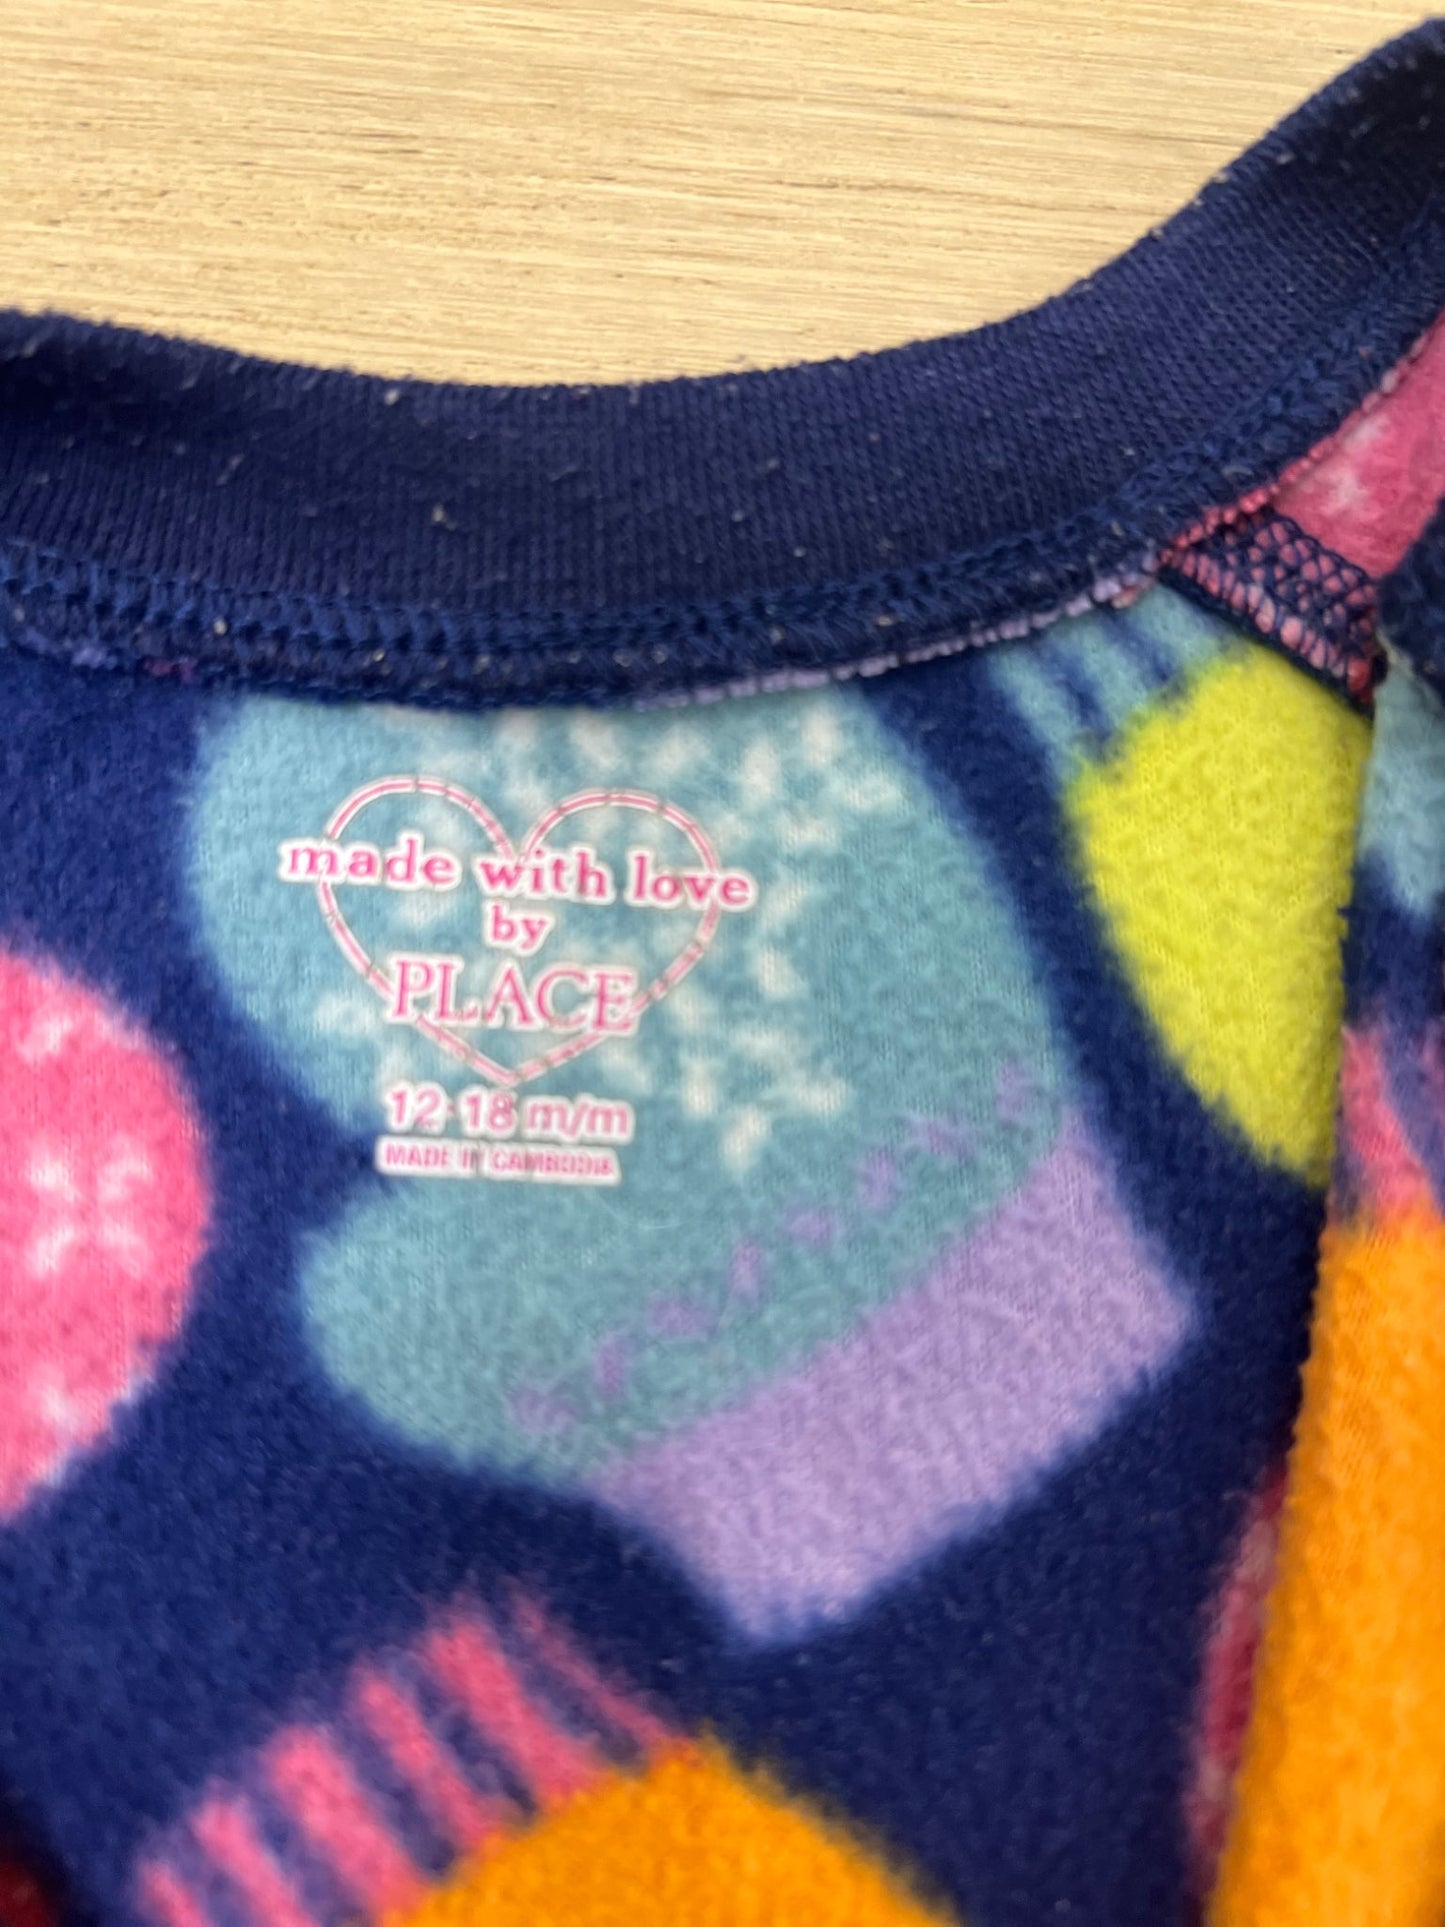 made with love
by
PLACE
12-18 m/m
MADE IN CAMBODIA